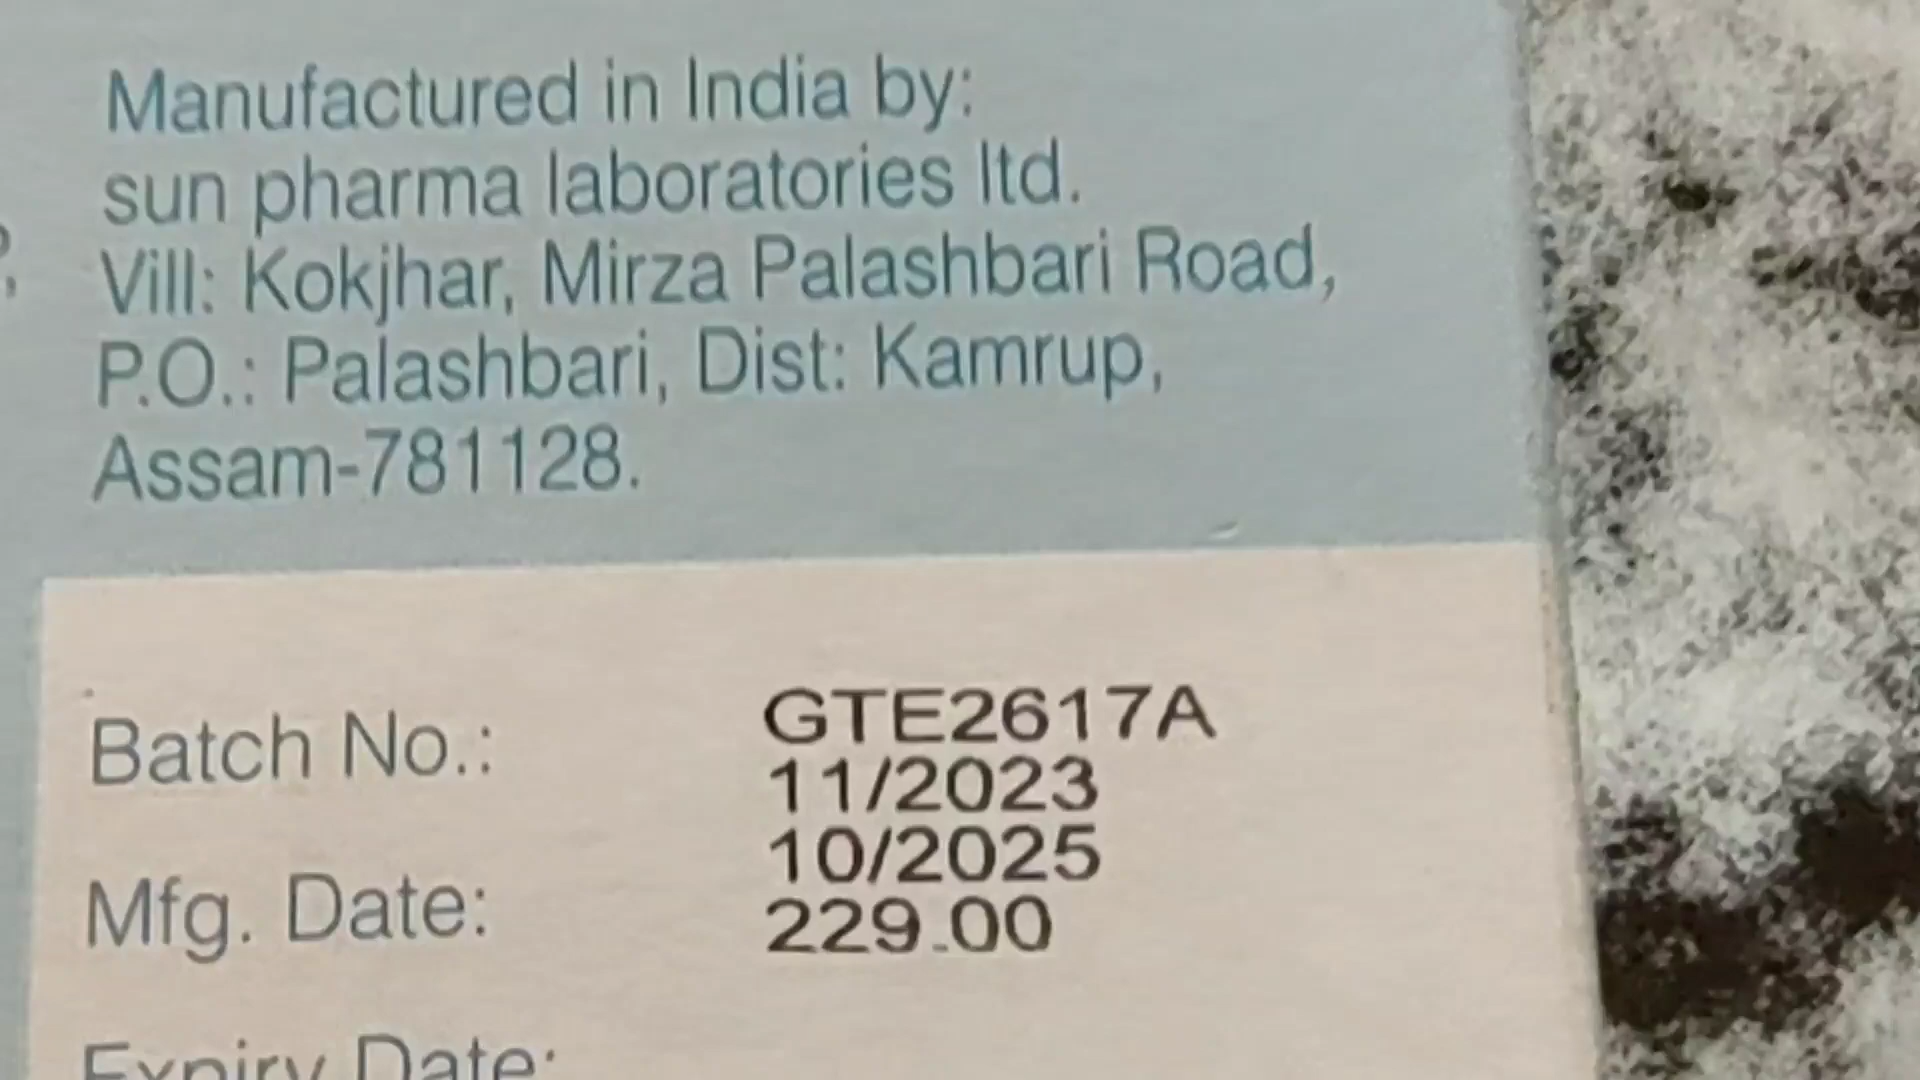 Manufactured in India by:
sun pharma laboratories ltd.
Vill: Kokjhar, Mirza Palashbari Road,
P.O.: Palashbari, Dist: Kamrup,
Assam-781128.
Batch No.: GTE2617A
11/2023
10/2025
Mfg. Date: 229.00
Expiry Date: